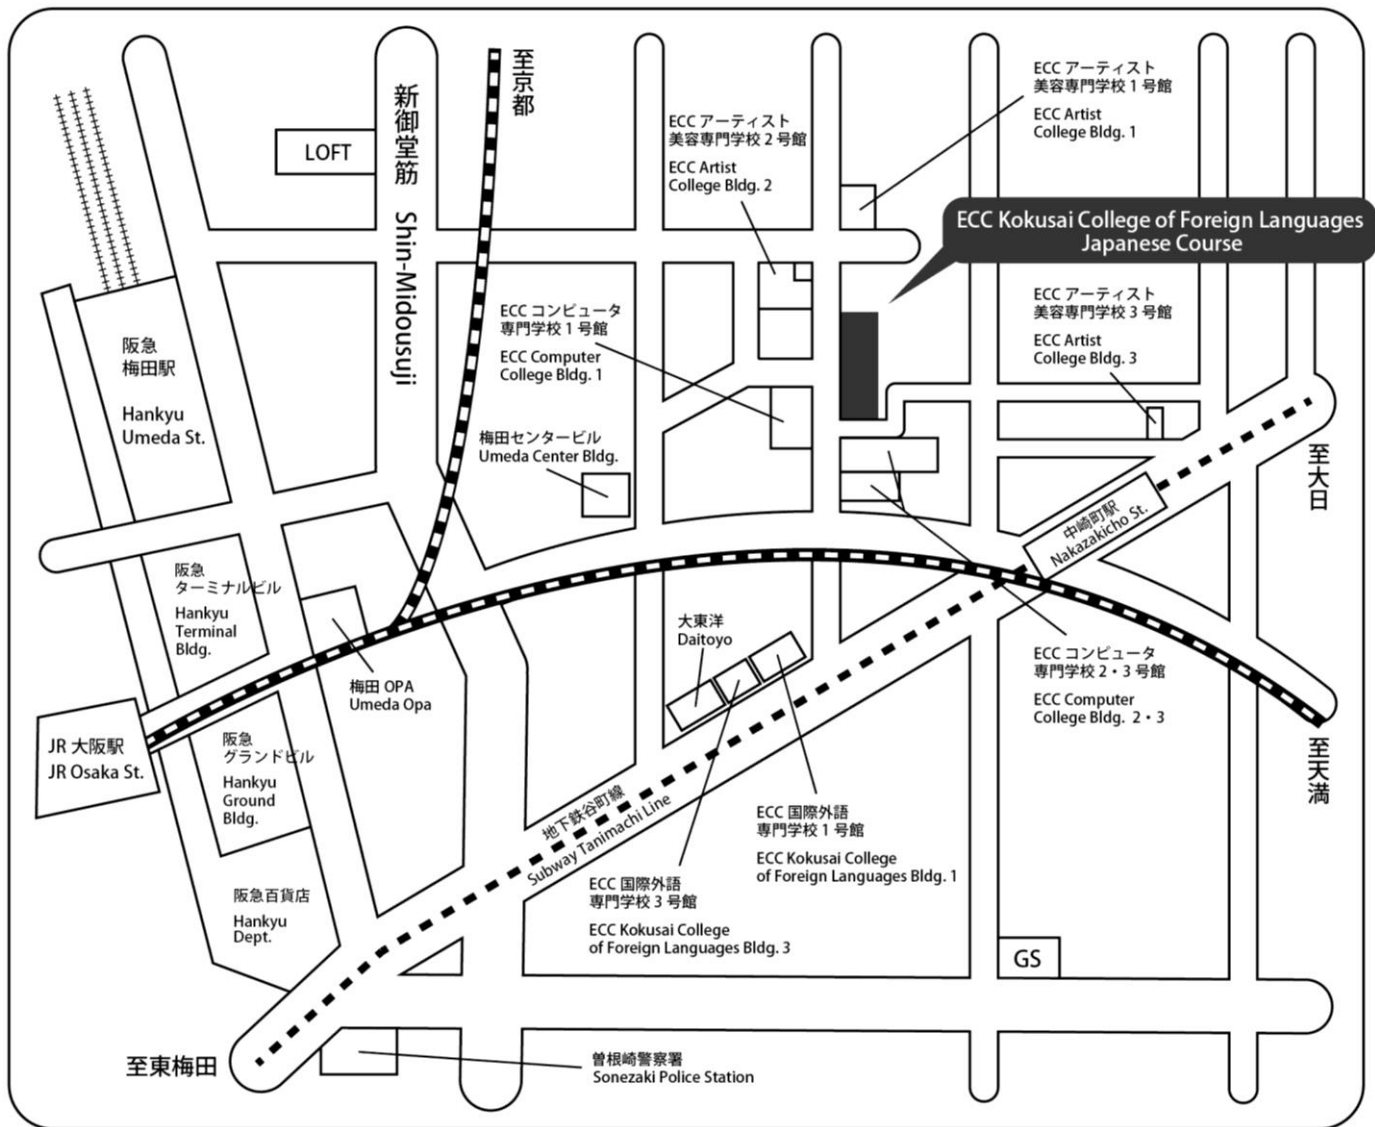 至京都
新御堂筋 Shin-Midousuji
LOFT
ECC アーティスト
美容専門学校 2 号館
ECC Artist
College Bldg. 2
ECC アーティスト
美容専門学校 1 号館
ECC Artist
College Bldg. 1
ECC Kokusai College of Foreign Languages
Japanese Course
ECC アーティスト
美容専門学校 3 号館
ECC Artist
College Bldg. 3
ECC コンピュータ
専門学校 1 号館
ECC Computer
College Bldg. 1
阪急
梅田駅
Hankyu
Umeda St.
梅田センタービル
Umeda Center Bldg.
至大日
中崎町駅
Nakazakicho St.
阪急
ターミナルビル
Hankyu
Terminal
Bldg.
大東洋
Daitoyo
ECC コンピュータ
専門学校 2・3 号館
ECC Computer
College Bldg. 2・3
梅田 OPA
Umeda Opa
JR 大阪駅
JR Osaka St.
阪急
グランドビル
Hankyu
Ground
Bldg.
至天満
地下鉄谷町線
Subway Tanimachi Line
ECC 国際外語
専門学校 1 号館
ECC Kokusai College
of Foreign Languages Bldg. 1
ECC 国際外語
専門学校 3 号館
ECC Kokusai College
of Foreign Languages Bldg. 3
阪急百貨店
Hankyu
Dept.
GS
至東梅田
曽根崎警察署
Sonezaki Police Station